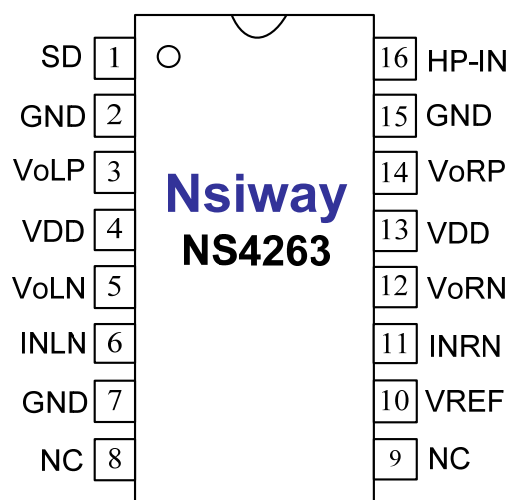 SD 1 16 HP-IN
GND 2 15 GND
VoLP 3 14 VoRP
Nsiway
VDD 4 13 VDD
NS4263
VoLN 5 12 VoRN
INLN 6 11 INRN
GND 7 10 VREF
NC 8 9 NC